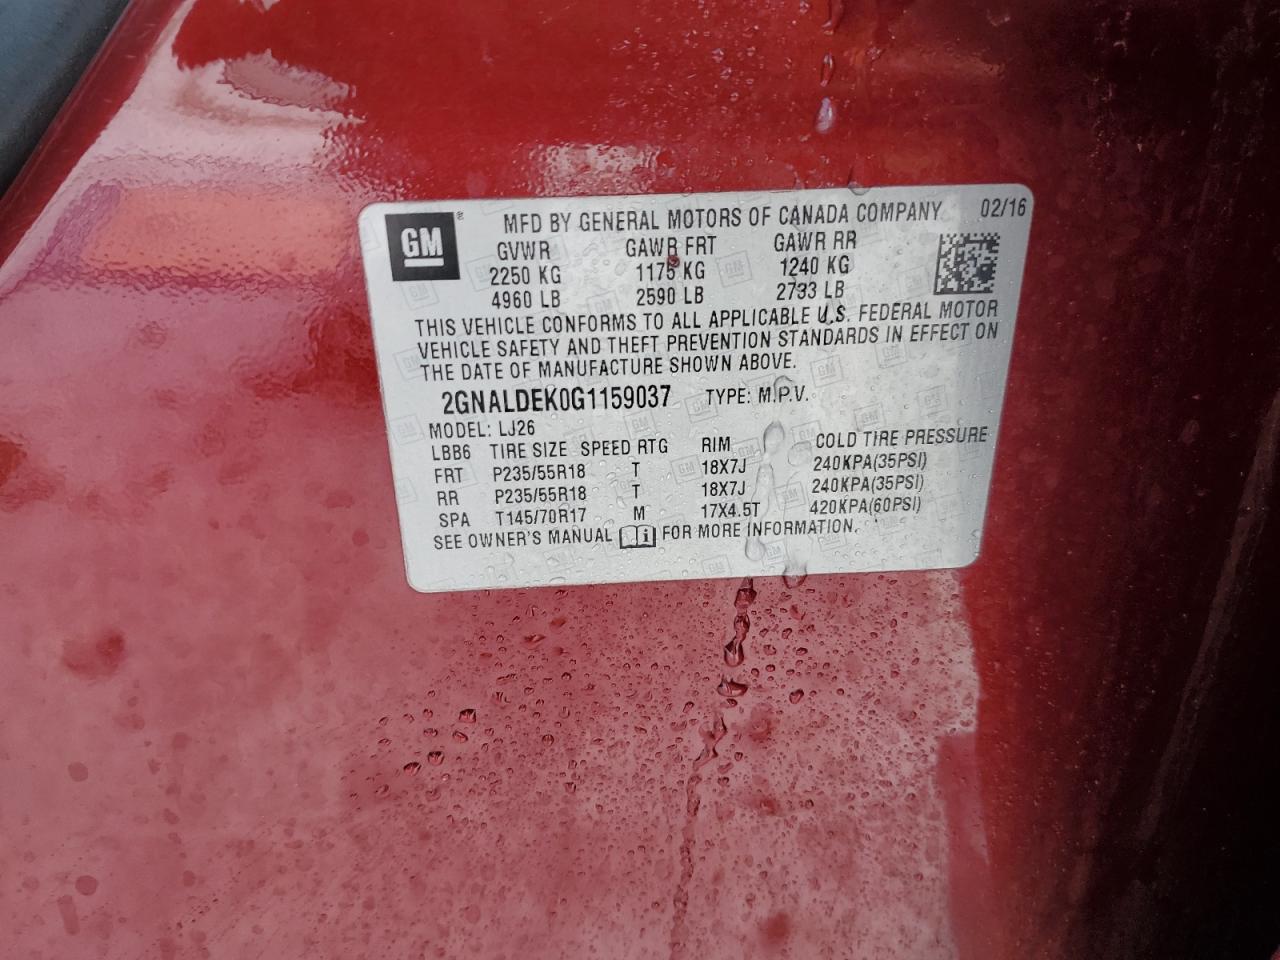 GM ® MFD BY GENERAL MOTORS OF CANADA COMPANY 02/16
GVWR GAWR FRT GAWR RR
2250 KG 1175 KG 1240 KG
4960 LB 2590 LB 2733 LB
THIS VEHICLE CONFORMS TO ALL APPLICABLE U.S. FEDERAL MOTOR
VEHICLE SAFETY AND THEFT PREVENTION STANDARDS IN EFFECT ON
THE DATE OF MANUFACTURE SHOWN ABOVE.
2GNALDEK0G1159037 TYPE: M.P.V.
MODEL: LJ26
LBB6 TIRE SIZE SPEED RTG RIM COLD TIRE PRESSURE
FRT P235/55R18 T 18X7J 240KPA(35PSI)
RR P235/55R18 T 18X7J 240KPA(35PSI)
SPA T145/70R17 M 17X4.5T 420KPA(60PSI)
SEE OWNER'S MANUAL i FOR MORE INFORMATION.